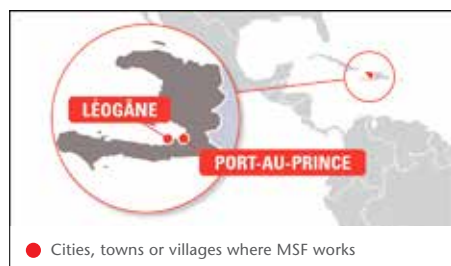 LÉOGÂNE
PORT-AU-PRINCE
Cities, towns or villages where MSF works